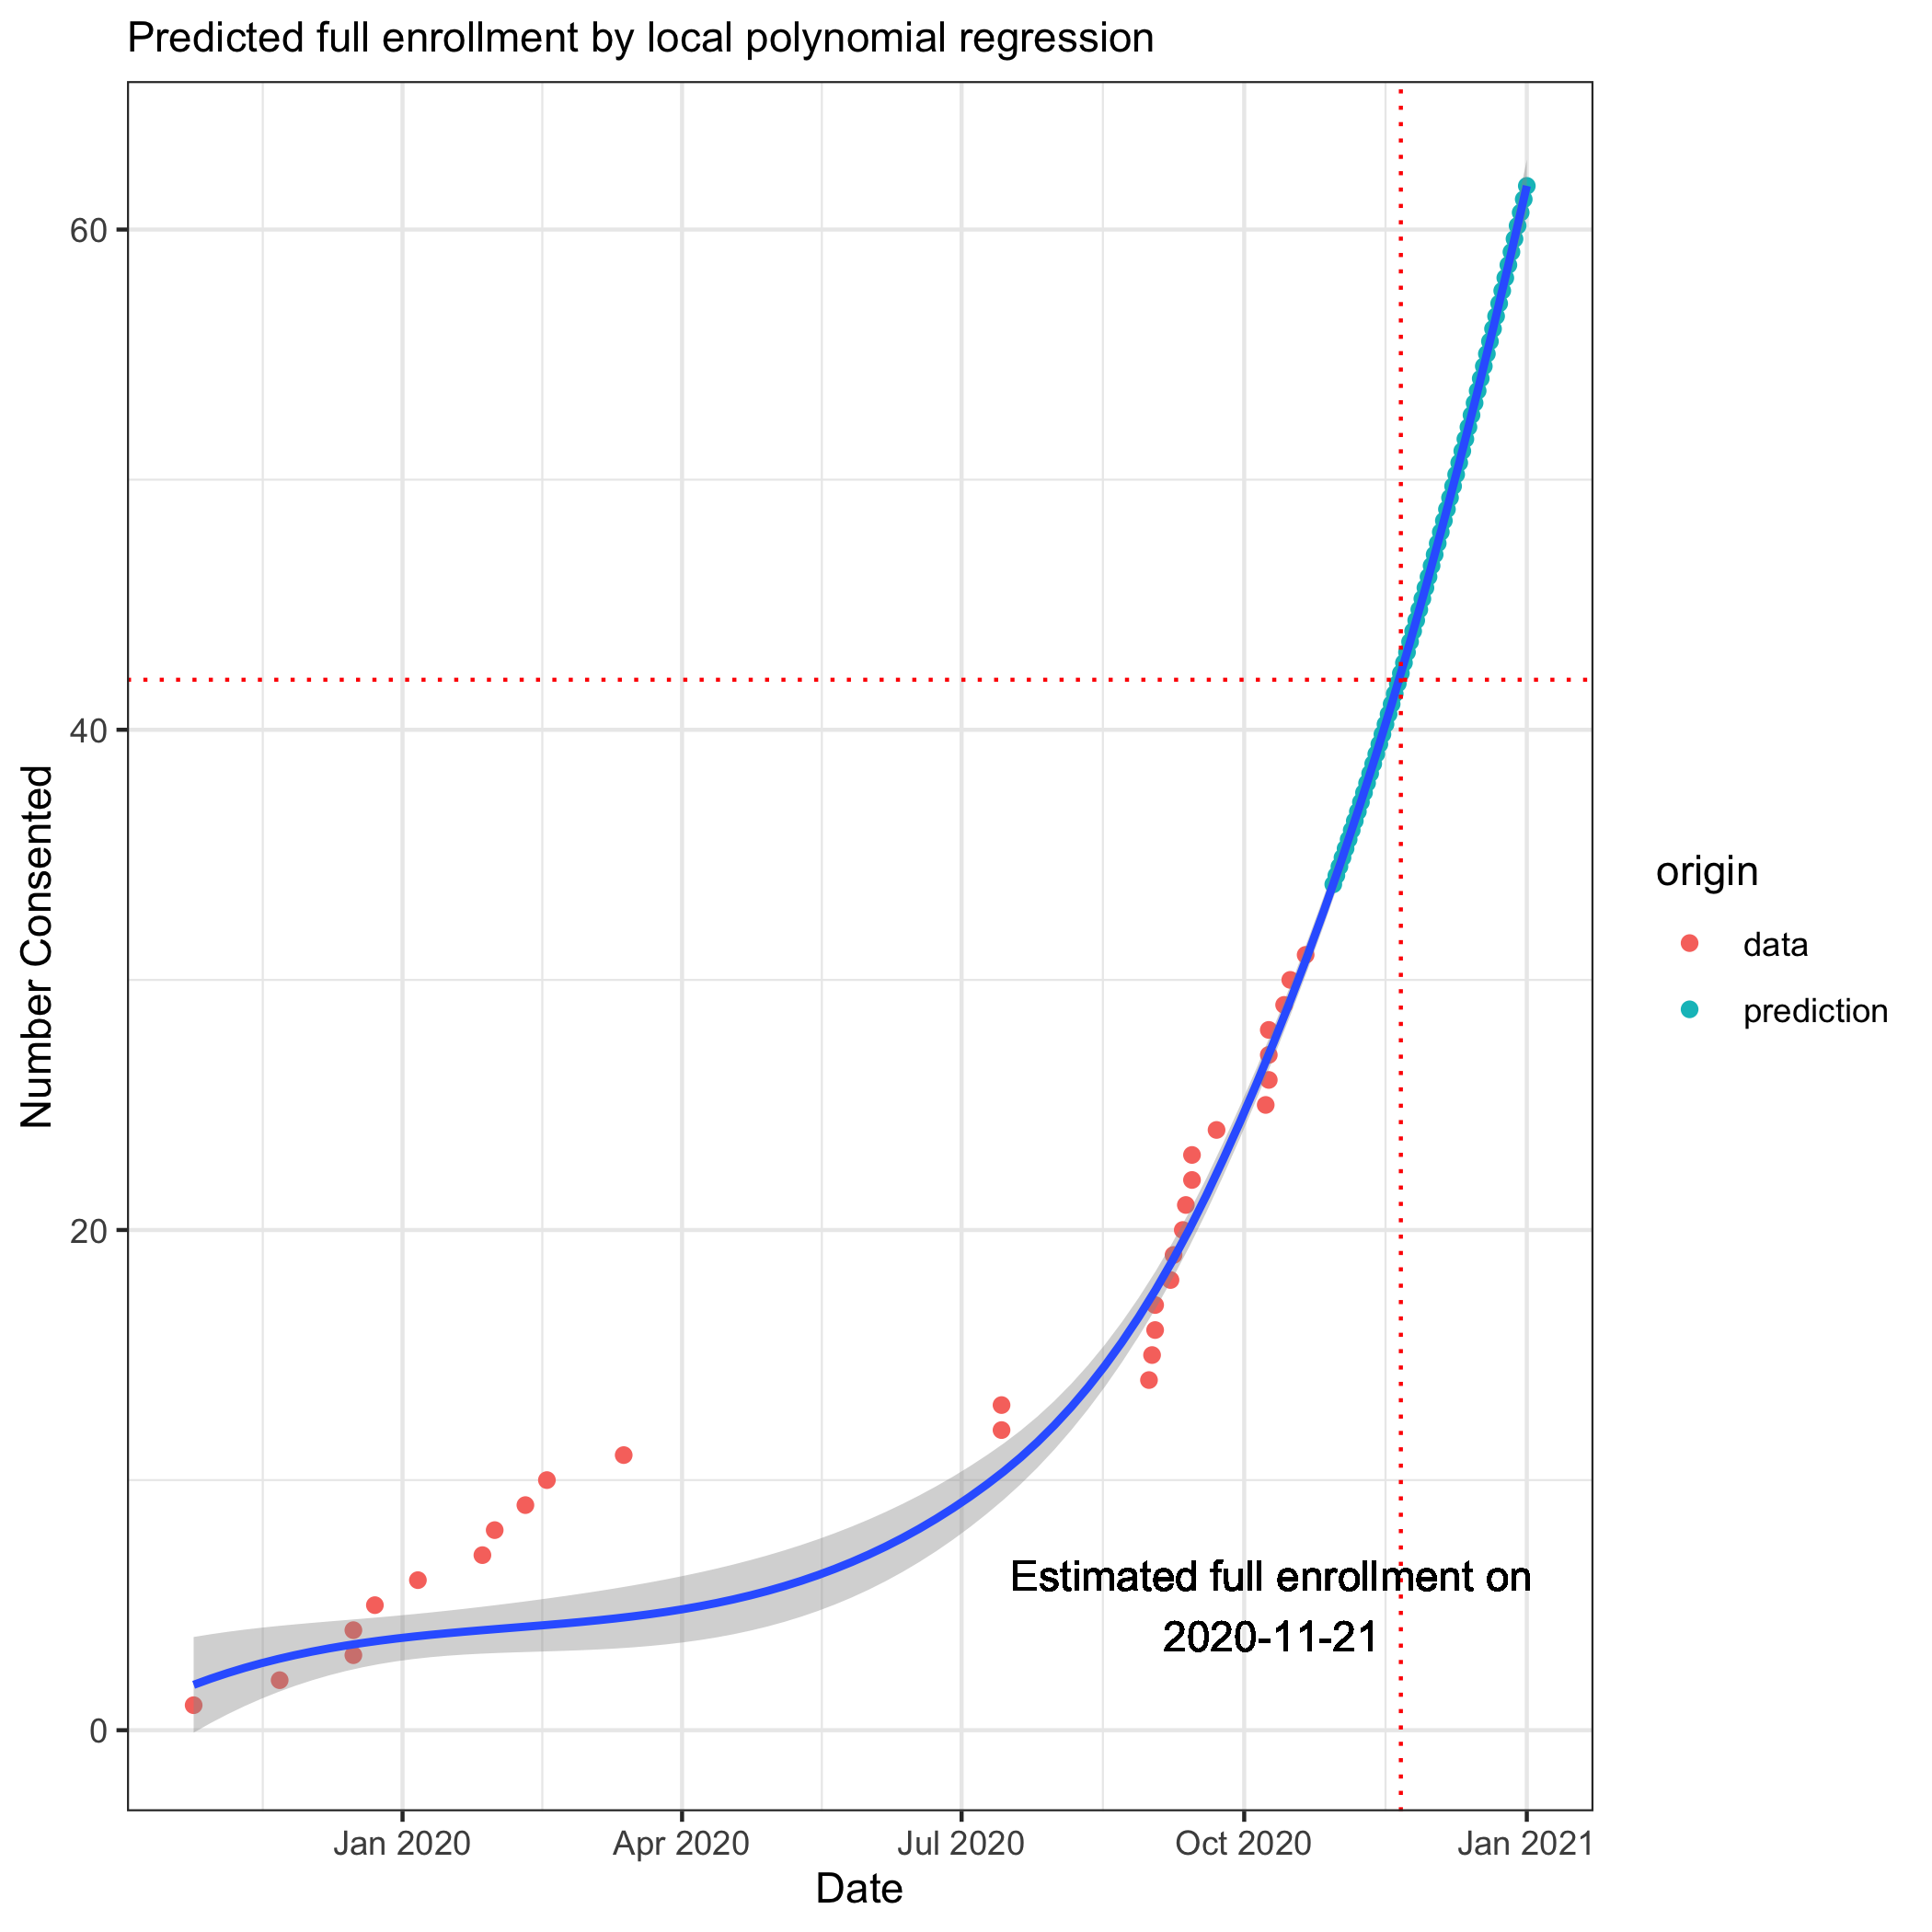 Predicted full enrollment by local polynomial regression
60
40
20
0
Number Consented
Estimated full enrollment on
2020-11-21
Jan 2020
Apr 2020
Jul 2020
Oct 2020
Jan 2021
Date
origin
data
prediction